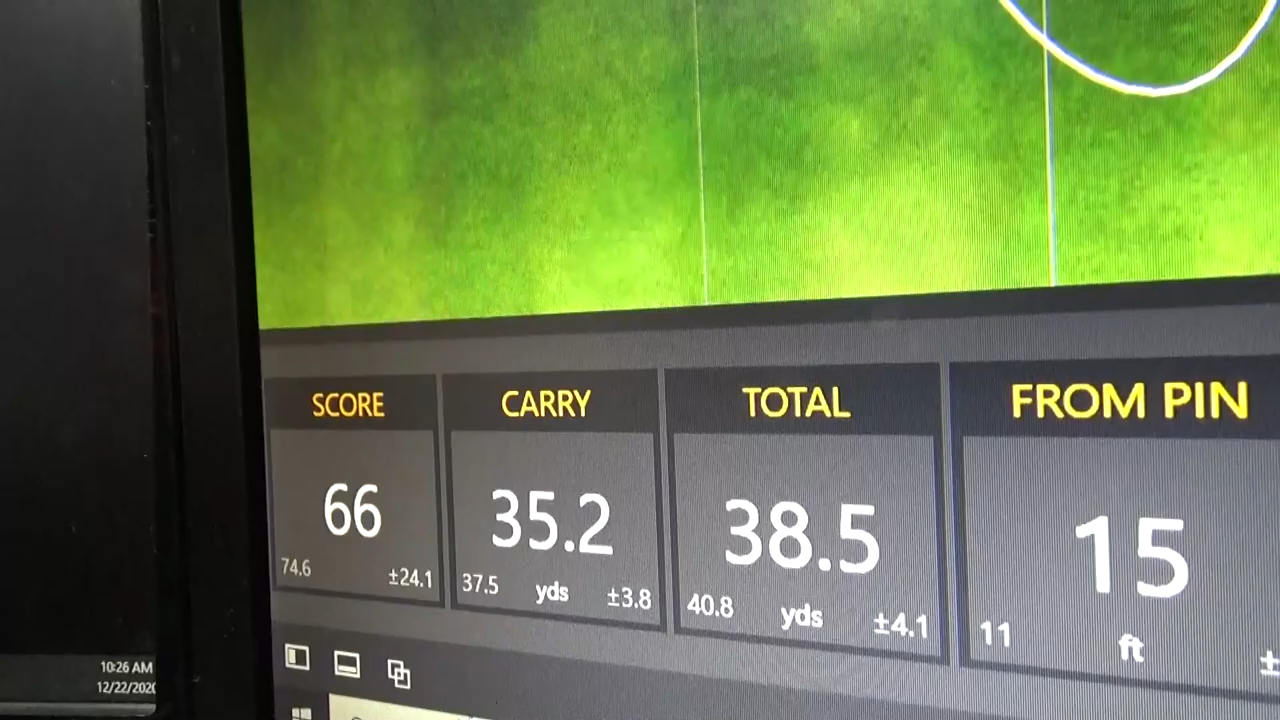 SCORE
66
74.6 ±24.1
CARRY
35.2
37.5 yds ±3.8
TOTAL
38.5
40.8 yds ±4.1
FROM PIN
15
11 ft ±
10:26 AM
12/22/2020